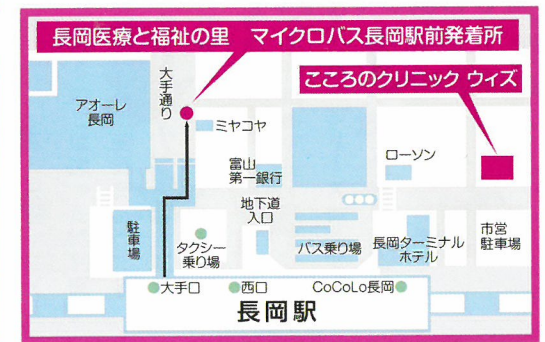 長岡医療と福祉の里 マイクロバス長岡駅前発着所
こころのクリニック ウィズ
大手通り
アオーレ
長岡
ミヤコヤ
富山
第一銀行
ローソン
地下道
入口
駐車場
タクシー
乗り場
バス乗り場
長岡ターミナル
ホテル
市営
駐車場
大手口
西口
CoCoLo長岡
長岡駅